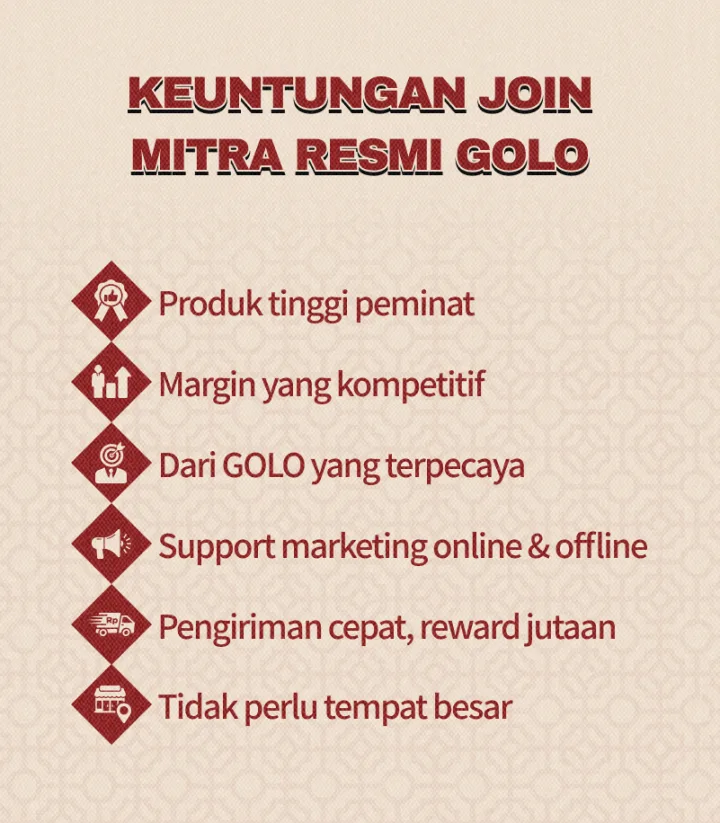 KEUNTUNGAN JOIN
MITRA RESMI GOLO
Produk tinggi peminat
Margin yang kompetitif
Dari GOLO yang terpecaya
Support marketing online & offline
Rp
Pengiriman cepat, reward jutaan
Tidak perlu tempat besar